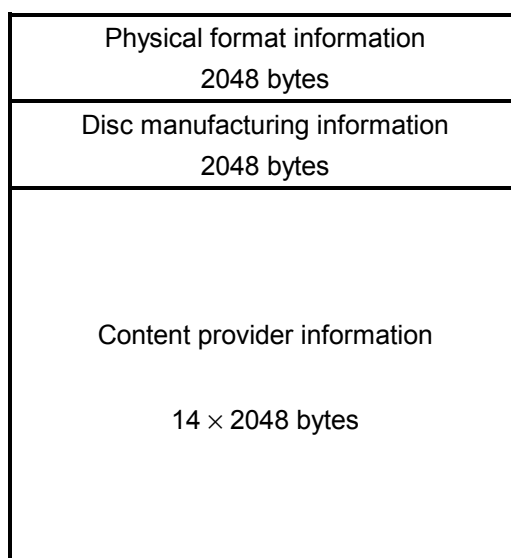 Physical format information
2048 bytes
Disc manufacturing information
2048 bytes
Content provider information
14 × 2048 bytes